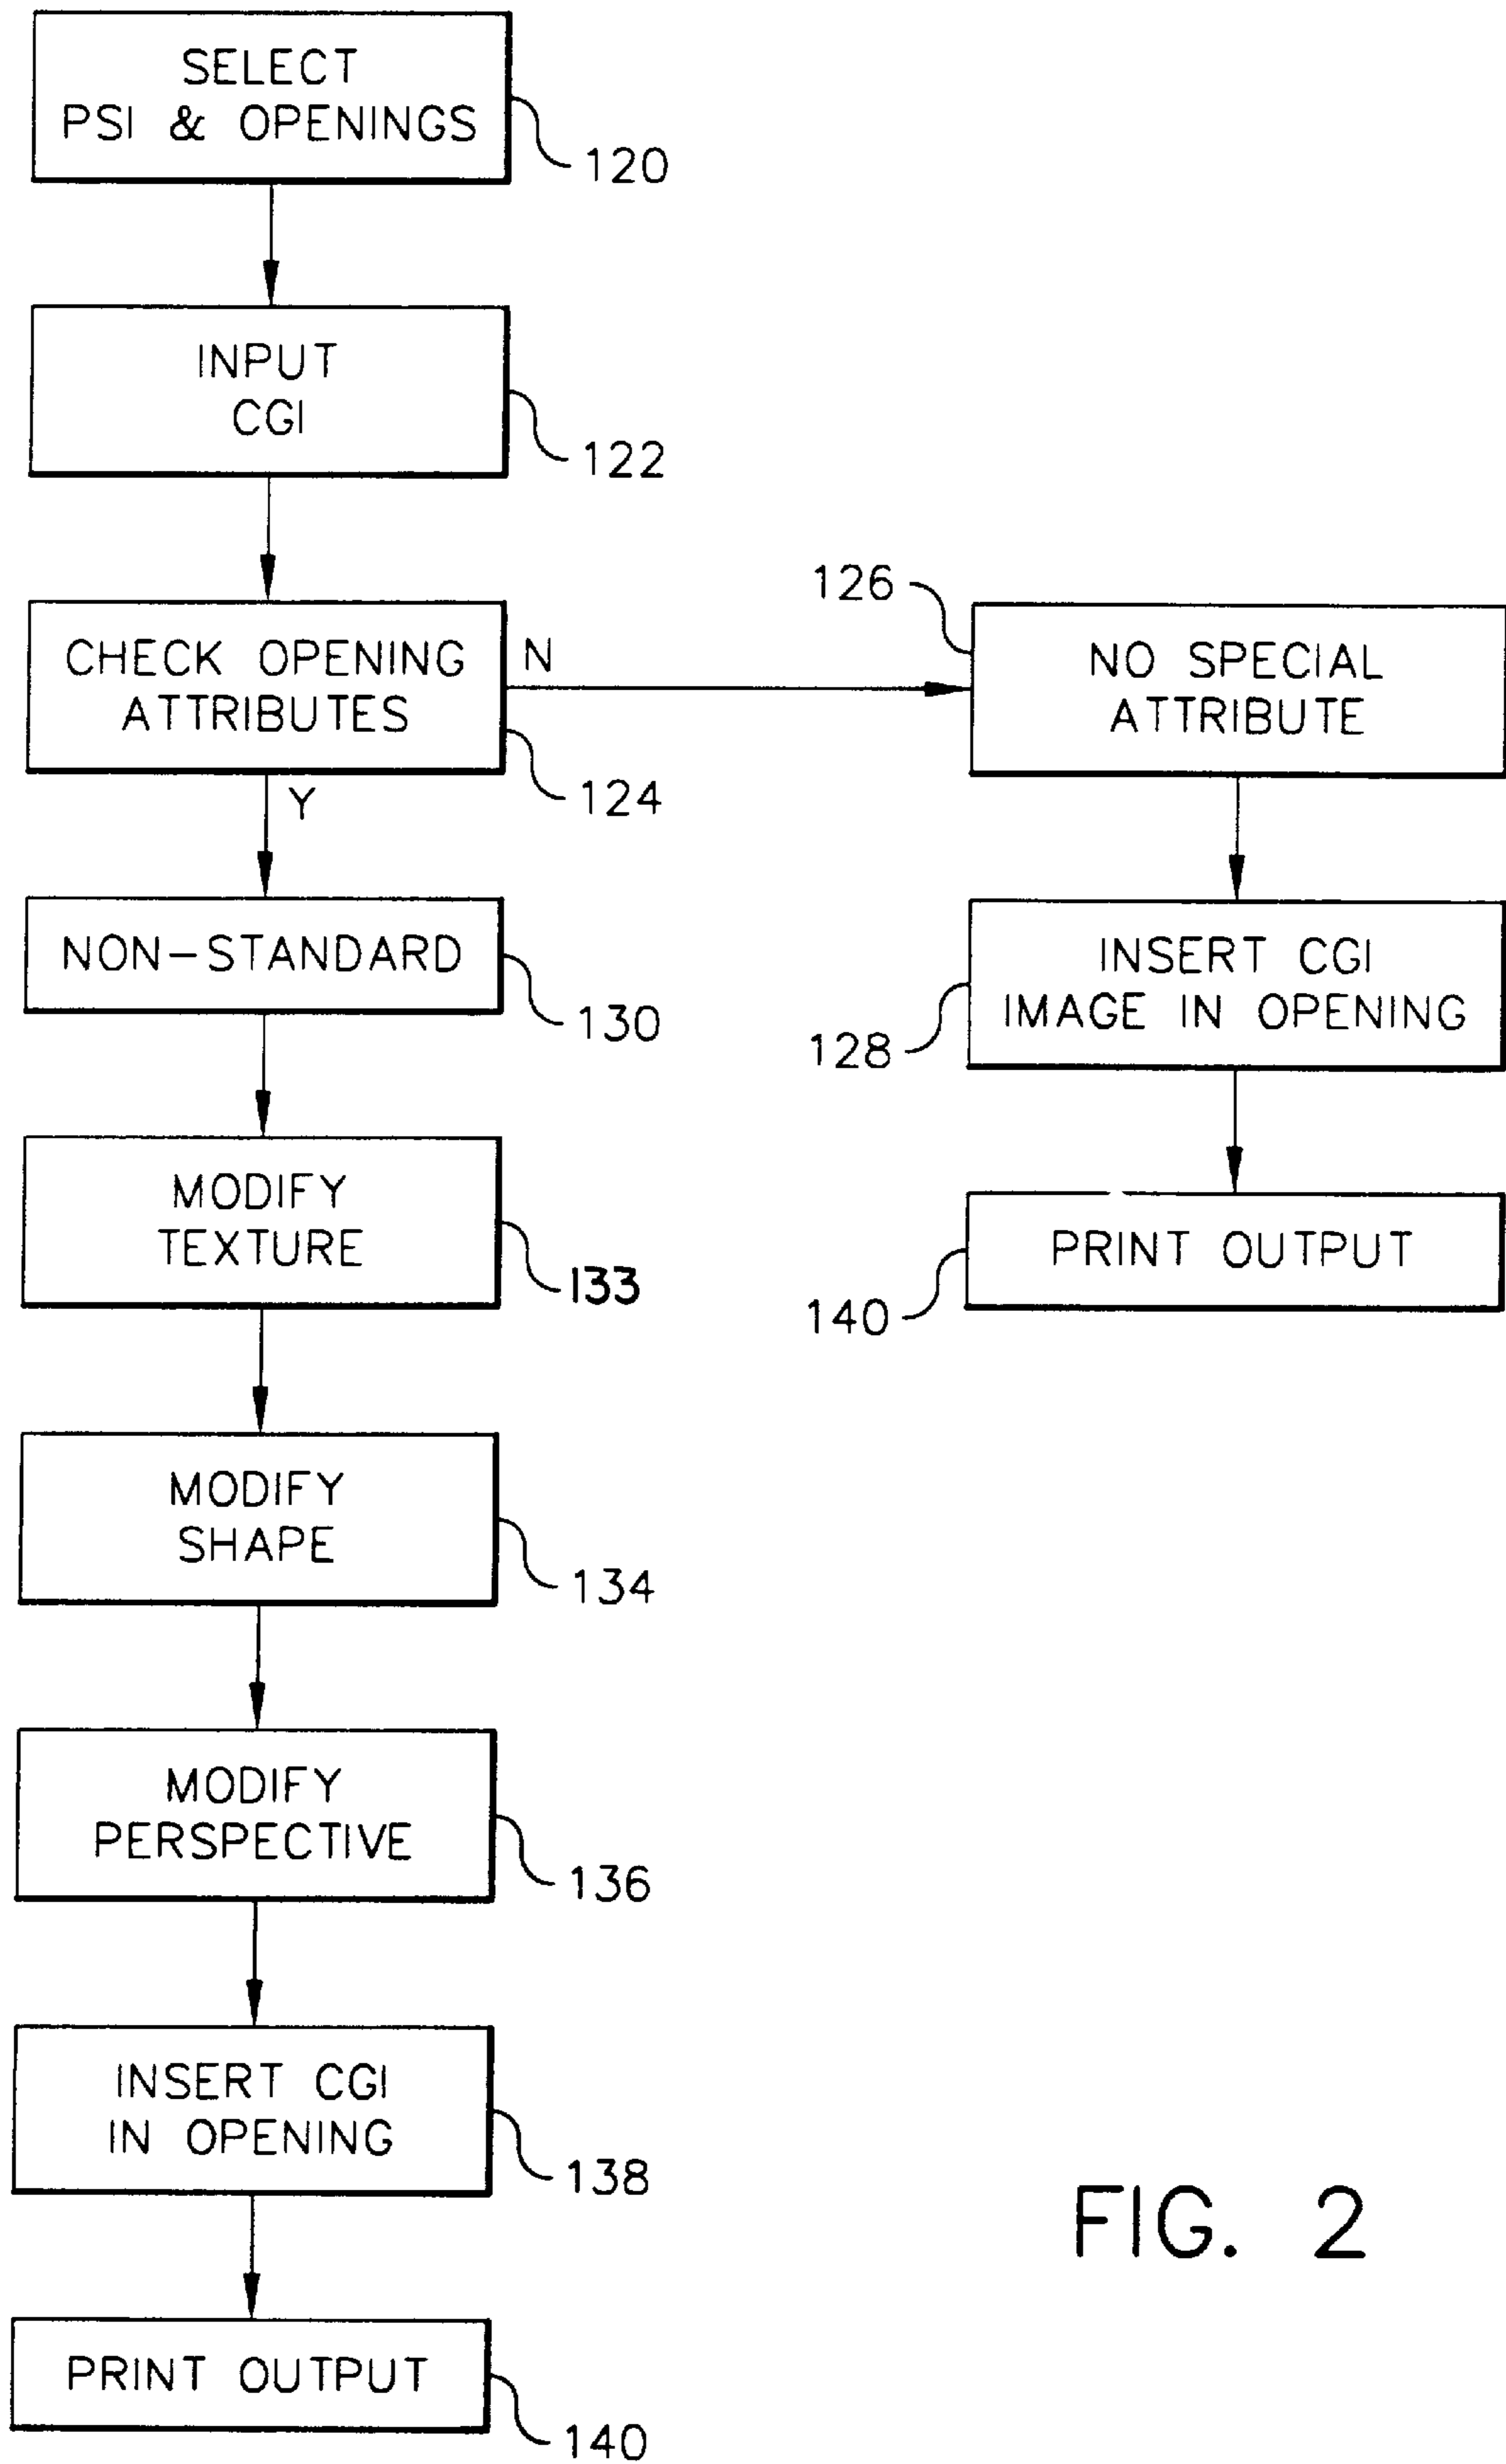 SELECT
PSI & OPENINGS
120
INPUT
CGI
122
CHECK OPENING
ATTRIBUTES
124
N
Y
126
NO SPECIAL
ATTRIBUTE
INSERT CGI
IMAGE IN OPENING
128
PRINT OUTPUT
140
NON-STANDARD
130
MODIFY
TEXTURE
133
MODIFY
SHAPE
134
MODIFY
PERSPECTIVE
136
INSERT CGI
IN OPENING
138
PRINT OUTPUT
140
FIG. 2